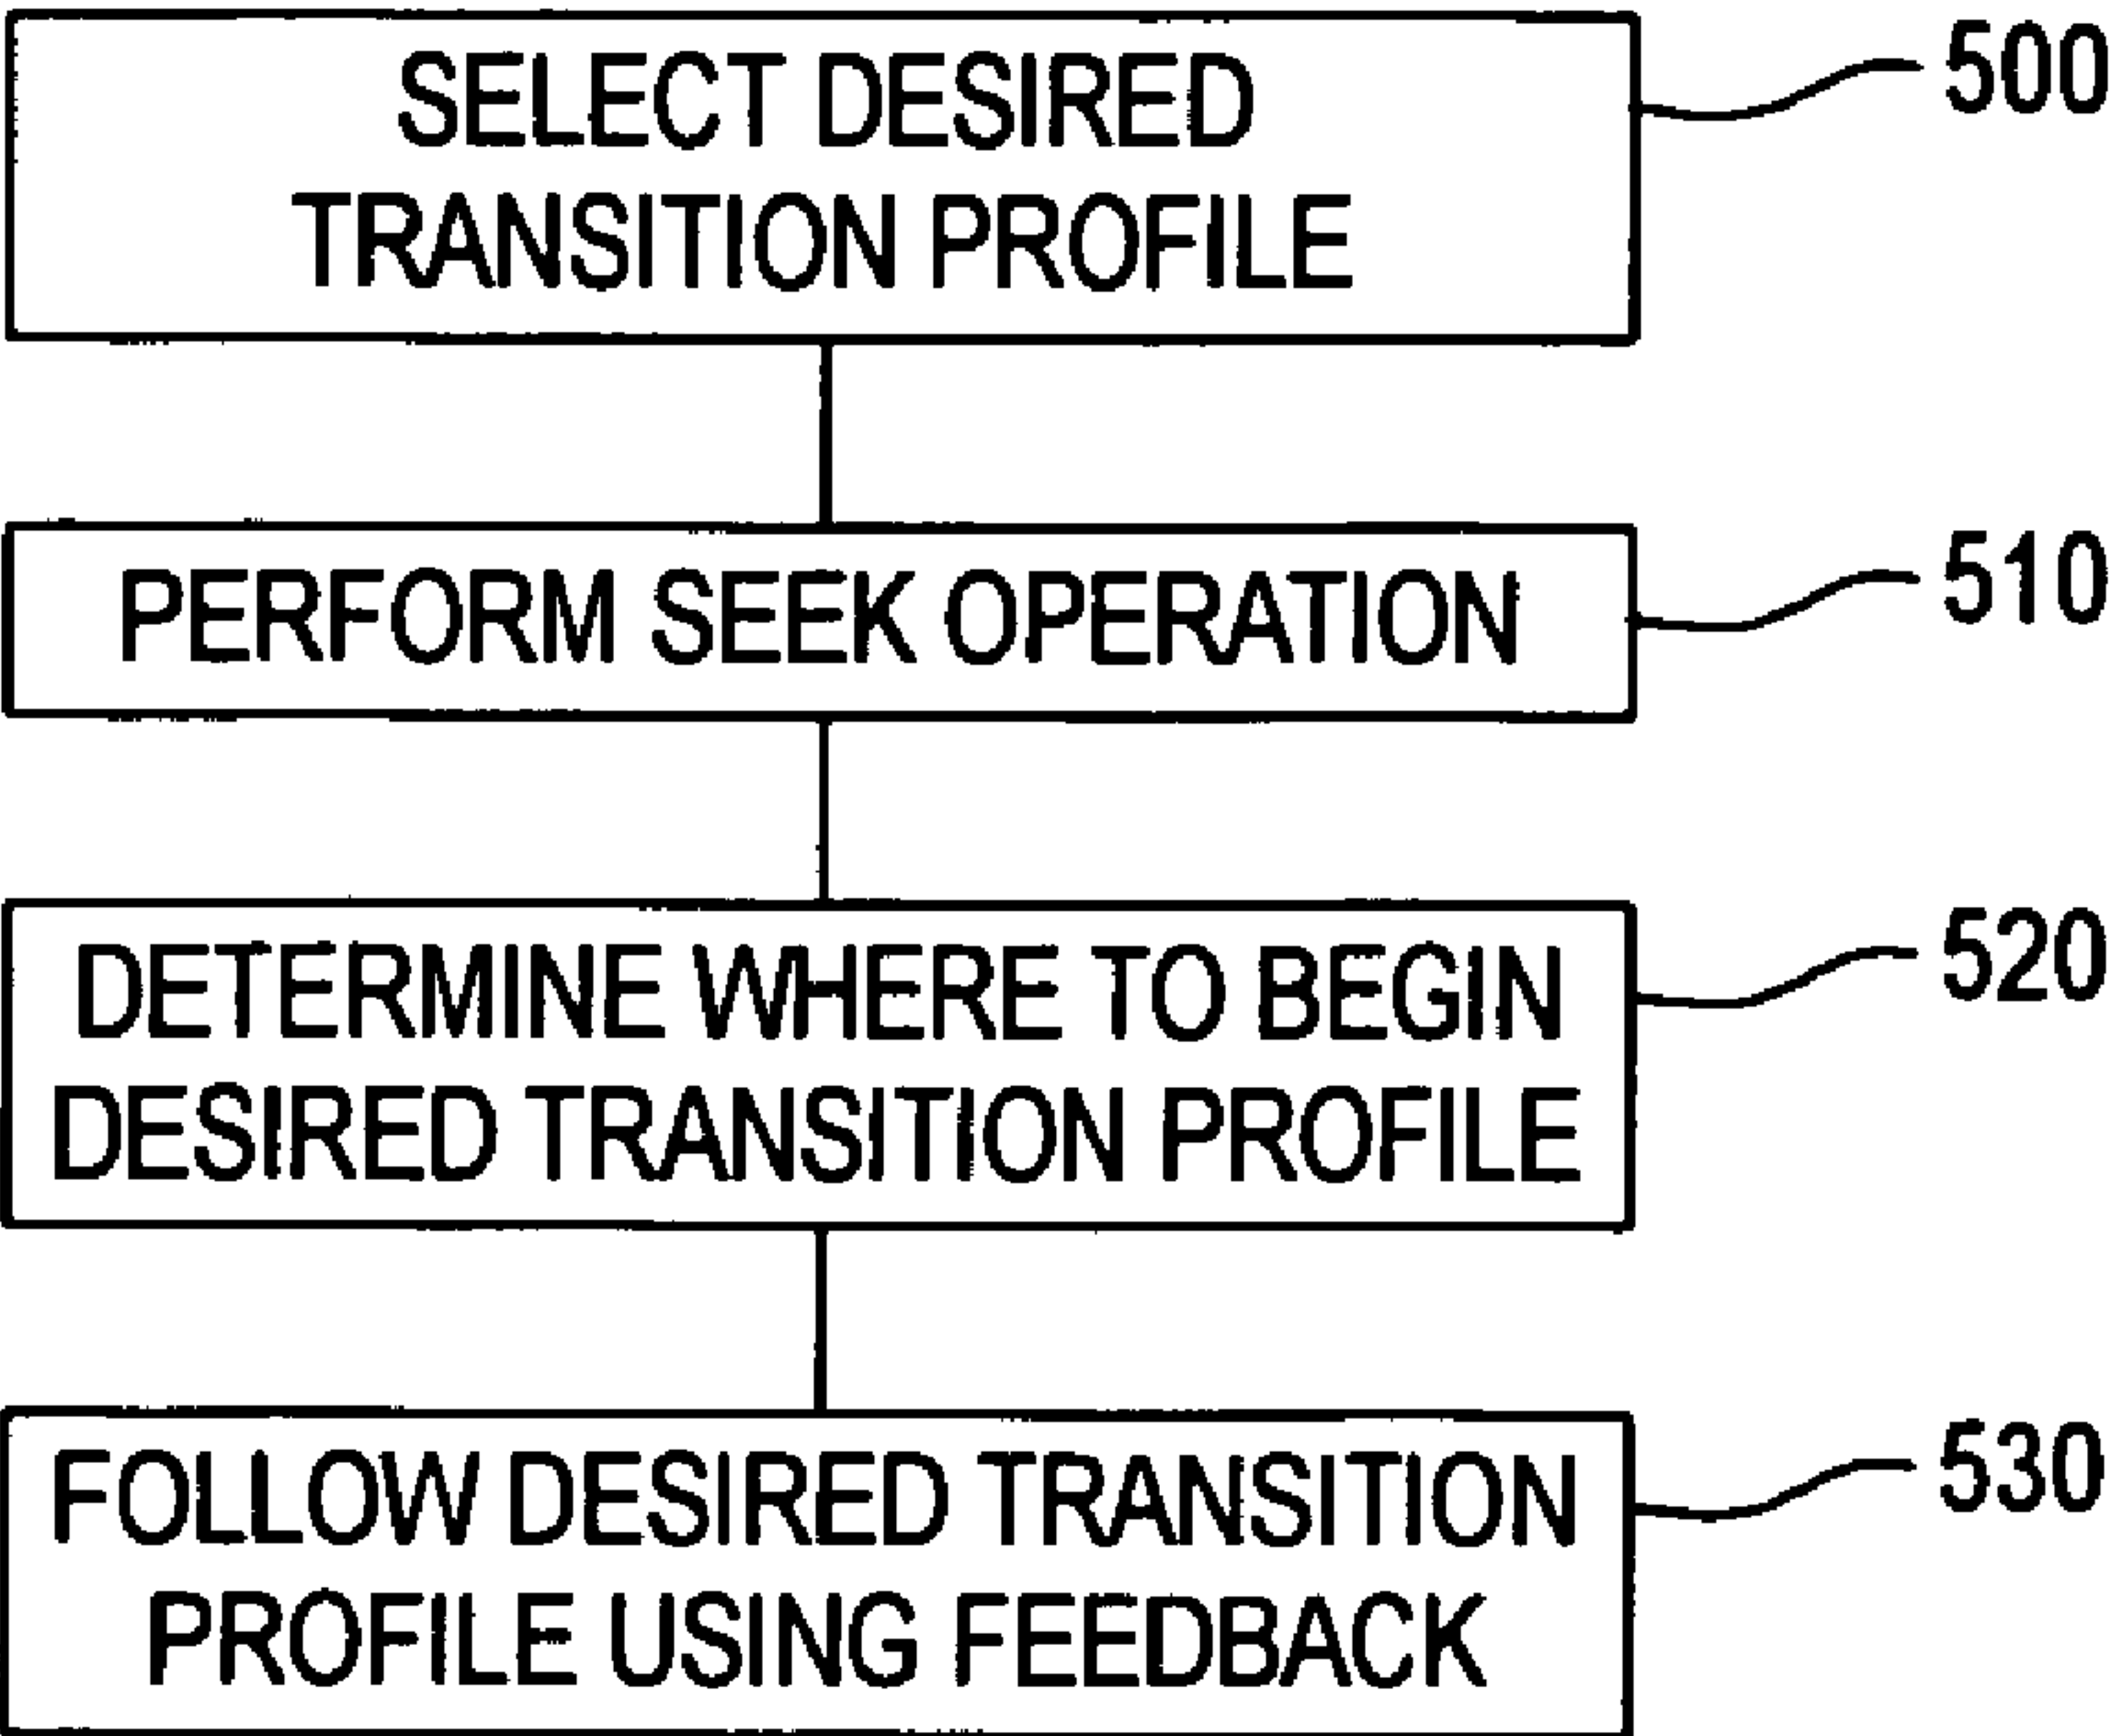 SELECT DESIRED
TRANSITION PROFILE
500
PERFORM SEEK OPERATION
510
DETERMINE WHERE TO BEGIN
DESIRED TRANSITION PROFILE
520
FOLLOW DESIRED TRANSITION
PROFILE USING FEEDBACK
530